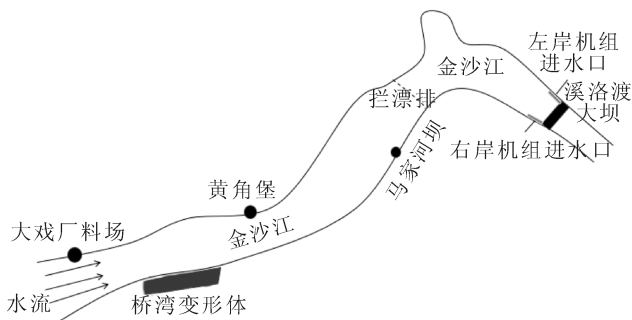 左岸机组
进水口
金沙江
溪洛渡
大坝
拦漂排
右岸机组进水口
马家河坝
黄角堡
金沙江
大戏厂料场
水流
桥湾变形体